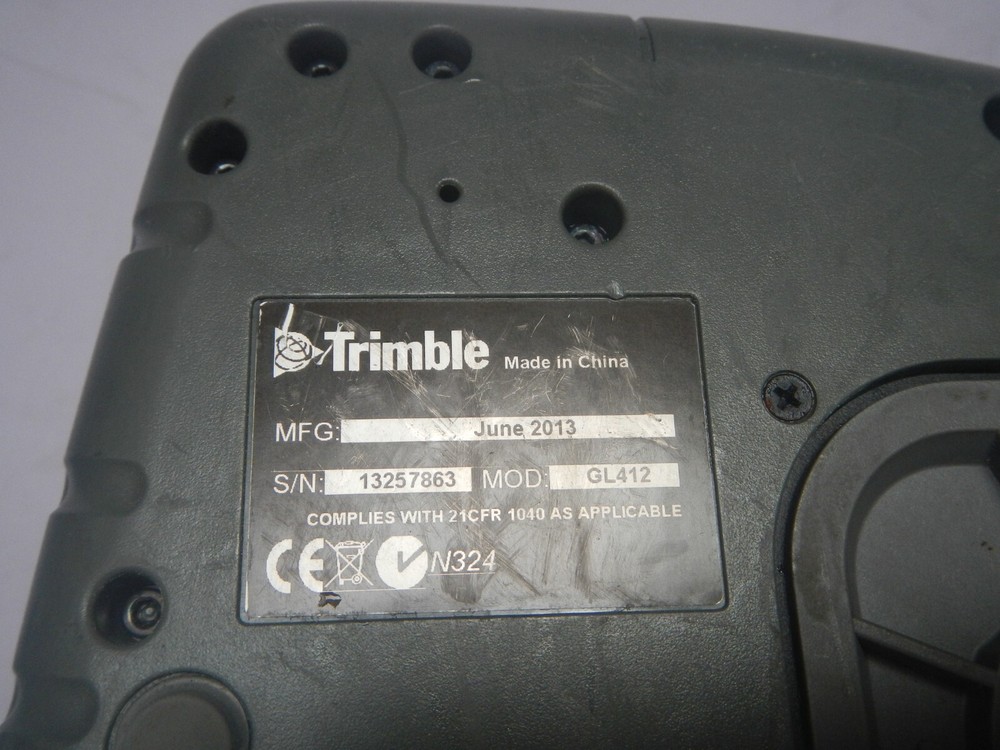 Trimble Made in China
MFG: June 2013
S/N: 13257863 MOD: GL412
COMPLIES WITH 21CFR 1040 AS APPLICABLE
CE N324